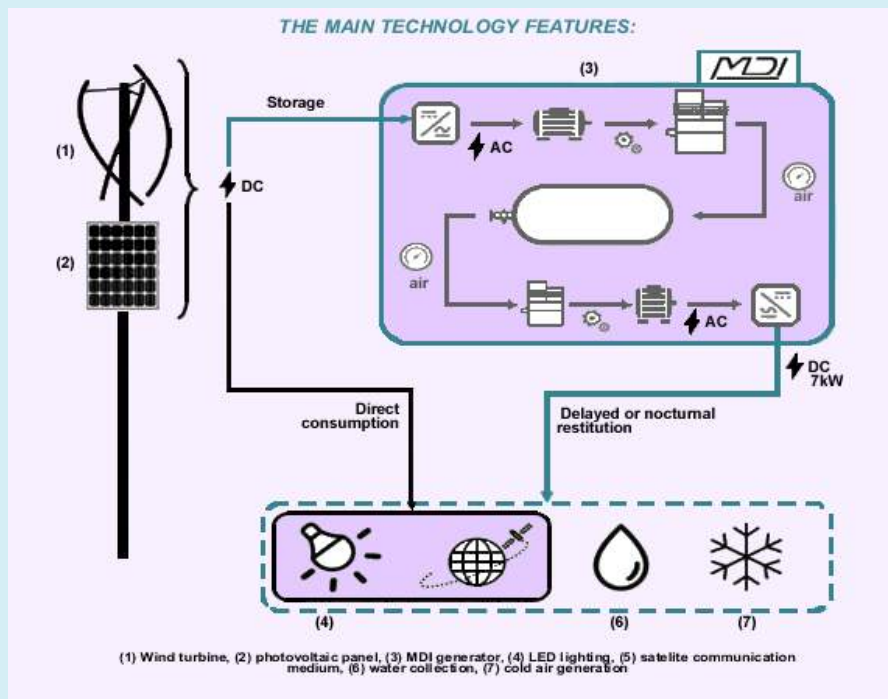 THE MAIN TECHNOLOGY FEATURES:
MDI
(3)
Storage
AC
(1)
DC
air
(2)
air
AC
DC
7kW
Direct
consumption
Delayed or nocturnal
restitution
(4)
(6)
(7)
(1) Wind turbine, (2) photovoltaic panel, (3) MDI generator, (4) LED lighting, (5) satelite communication
medium, (6) water collection, (7) cold air generation